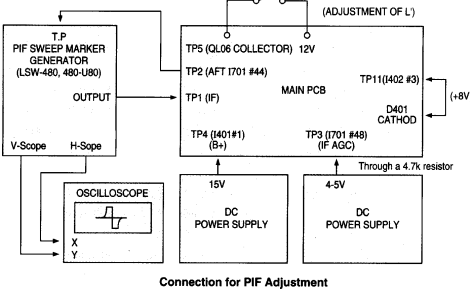 (ADJUSTMENT OF L')
T.P
PIF SWEEP MARKER
GENERATOR
(LSW-480, 480-U80)
OUTPUT
V-Scope H-Sope
TP5 (QL06 COLLECTOR) 12V
TP2 (AFT I701 #44)
TP1 (IF)
MAIN PCB
TP11(I402 #3)
D401
CATHOD
(+8V
TP4 (I401#1)
(B+)
TP3 (I701 #48)
(IF AGC)
Through a 4.7k resistor
OSCILLOSCOPE
X
Y
15V
DC
POWER SUPPLY
4-5V
DC
POWER SUPPLY
Connection for PIF Adjustment